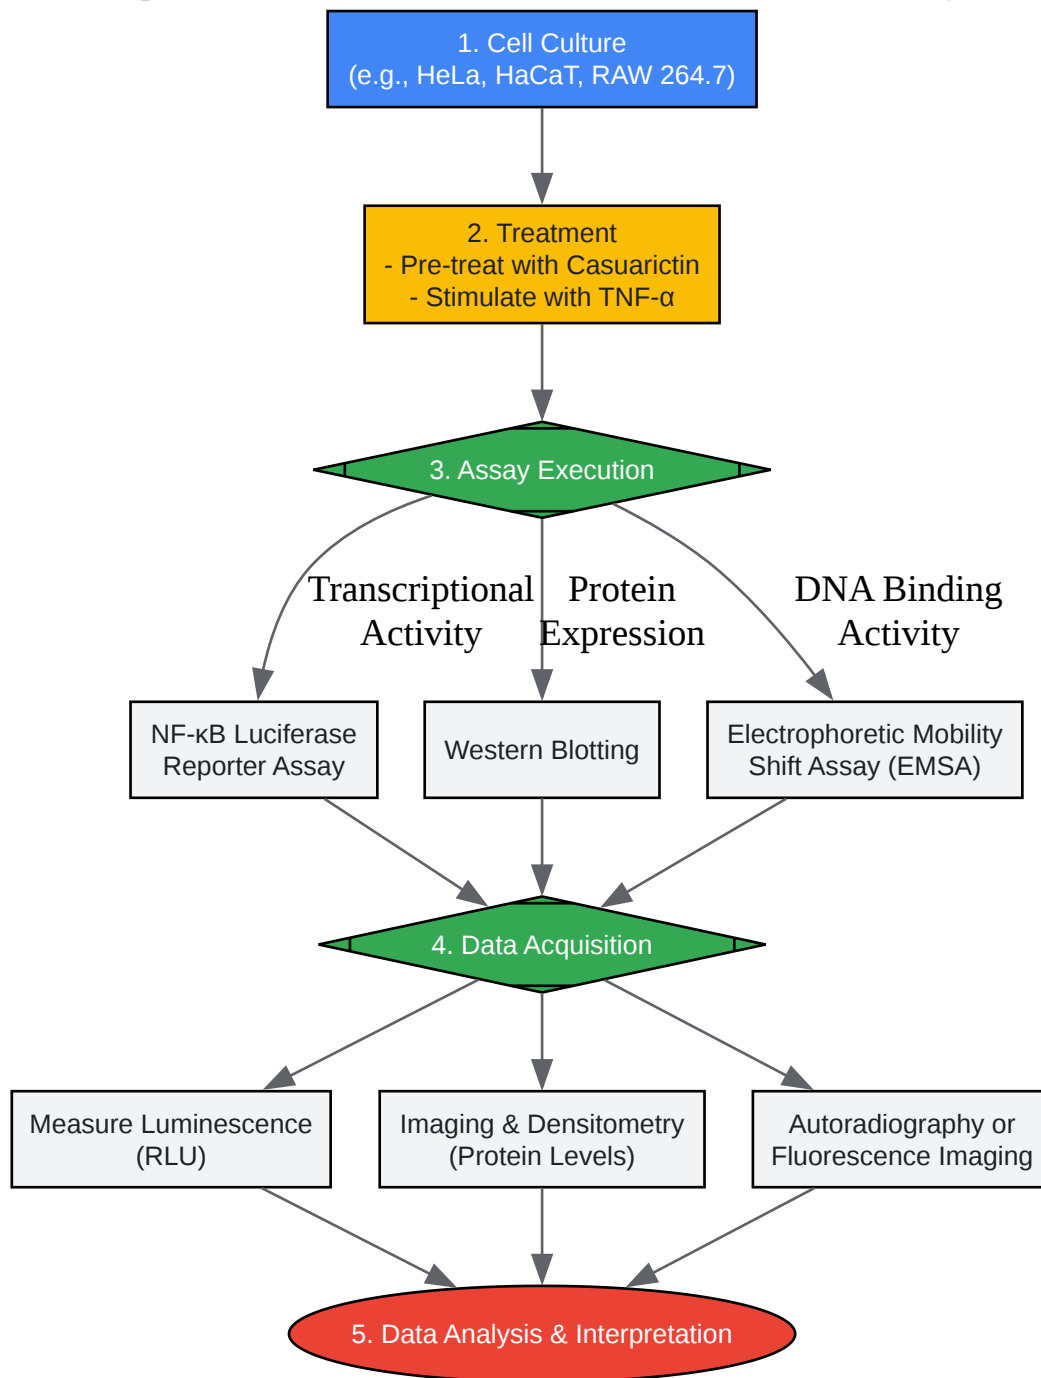 1. Cell Culture
(e.g., HeLa, HaCaT, RAW 264.7)
2. Treatment
- Pre-treat with Casuarictin
- Stimulate with TNF-α
3. Assay Execution
Transcriptional
Activity
Protein
Expression
DNA Binding
Activity
NF-κB Luciferase
Reporter Assay
Western Blotting
Electrophoretic Mobility
Shift Assay (EMSA)
4. Data Acquisition
Measure Luminescence
(RLU)
Imaging & Densitometry
(Protein Levels)
Autoradiography or
Fluorescence Imaging
5. Data Analysis & Interpretation